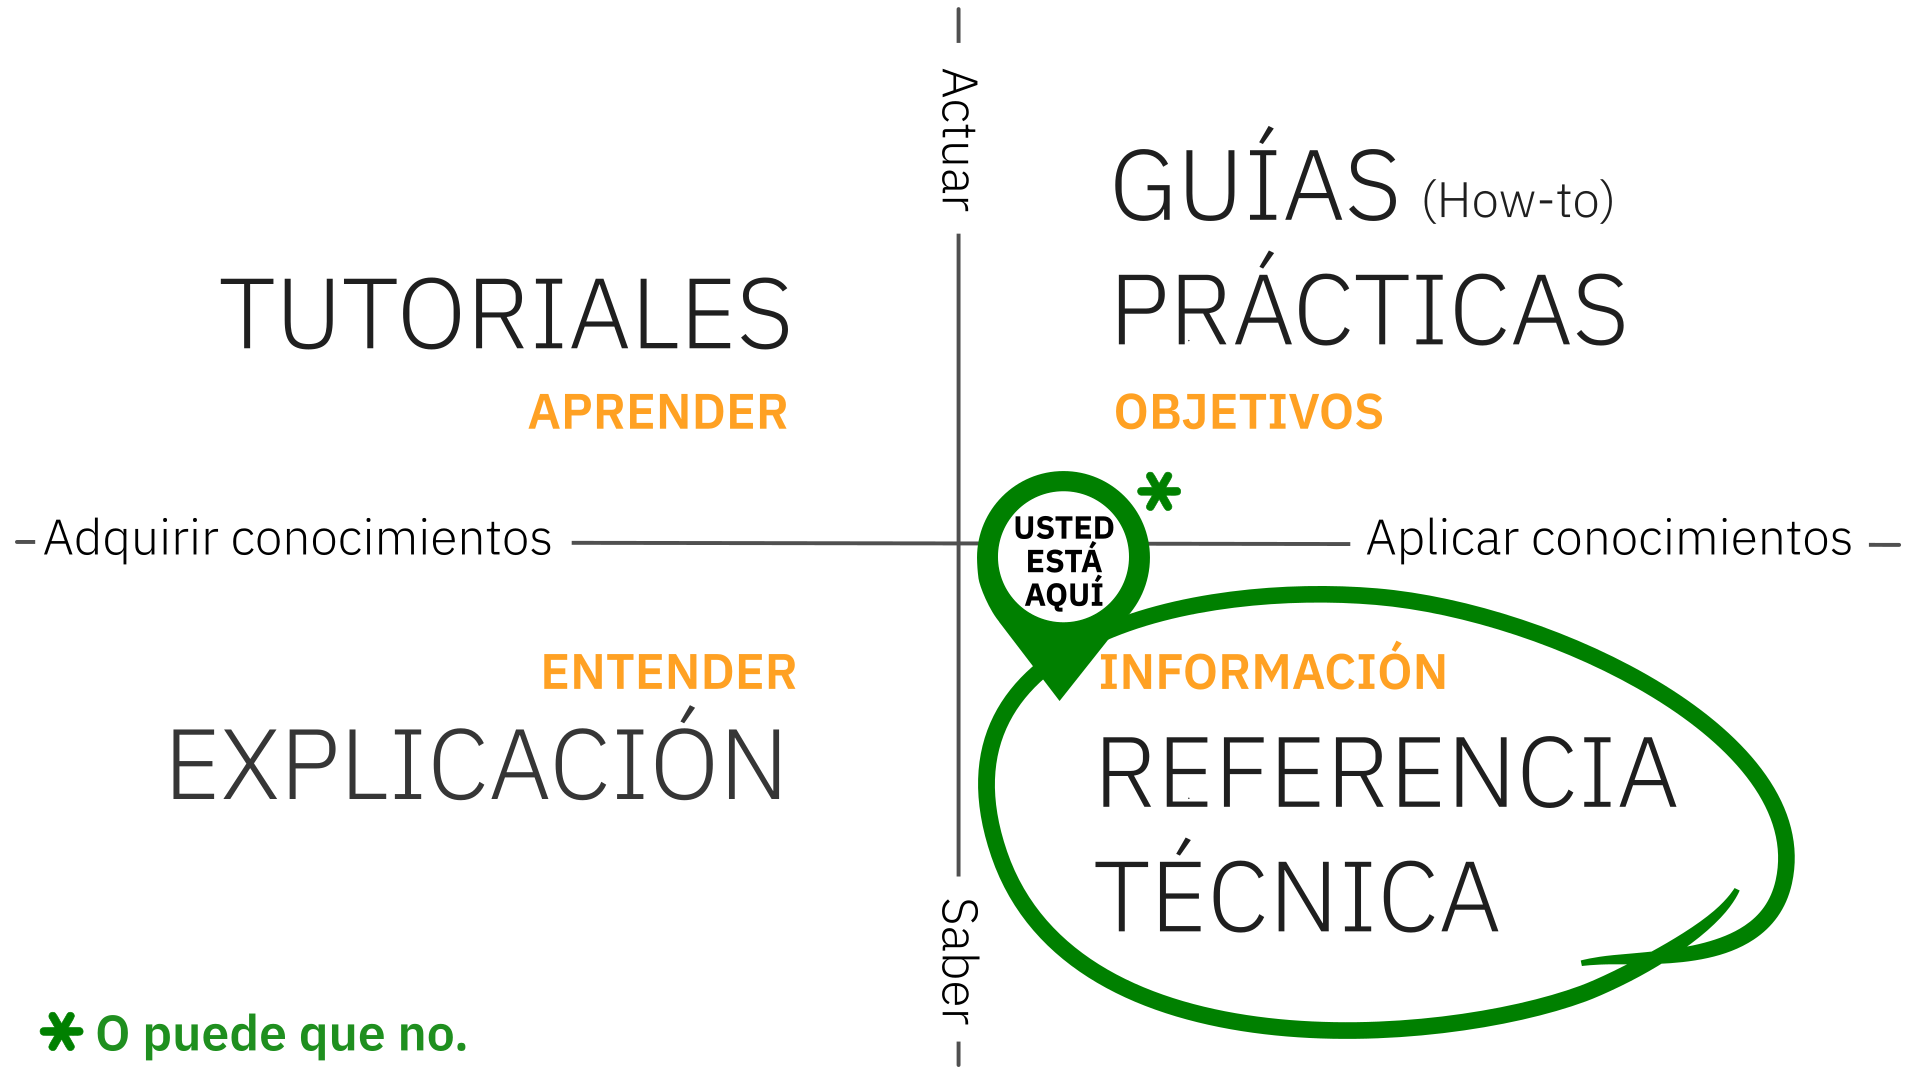 Actuar
GUÍAS (How-to)
PRÁCTICAS
TUTORIALES
APRENDER
OBJETIVOS
*
USTED
ESTÁ
AQUÍ
Adquirir conocimientos
Aplicar conocimientos
ENTENDER
EXPLICACIÓN
INFORMACIÓN
REFERENCIA
TÉCNICA
Saber
* O puede que no.